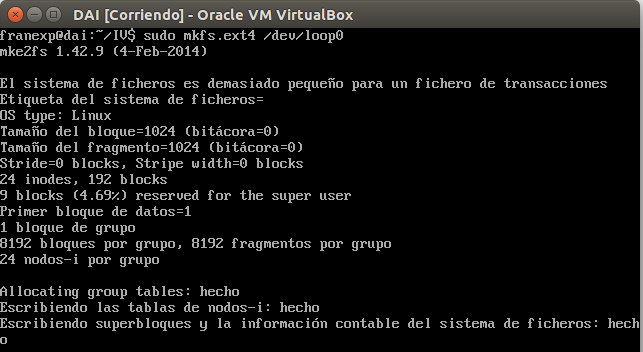 DAI [Corriendo] - Oracle VM VirtualBox
franexp@dai:~/IV$ sudo mkfs.ext4 /dev/loop0
mke2fs 1.42.9 (4-Feb-2014)
El sistema de ficheros es demasiado pequeño para un fichero de transacciones
Etiqueta del sistema de ficheros=
OS type: Linux
Tamaño del bloque=1024 (bitácora=0)
Tamaño del fragmento=1024 (bitácora=0)
Stride=0 blocks, Stripe width=0 blocks
24 inodes, 192 blocks
9 blocks (4.69%) reserved for the super user
Primer bloque de datos=1
1 bloque de grupo
8192 bloques por grupo, 8192 fragmentos por grupo
24 nodos-i por grupo
Allocating group tables: hecho
Escribiendo las tablas de nodos-i: hecho
Escribiendo superbloques y la información contable del sistema de ficheros: hech
o